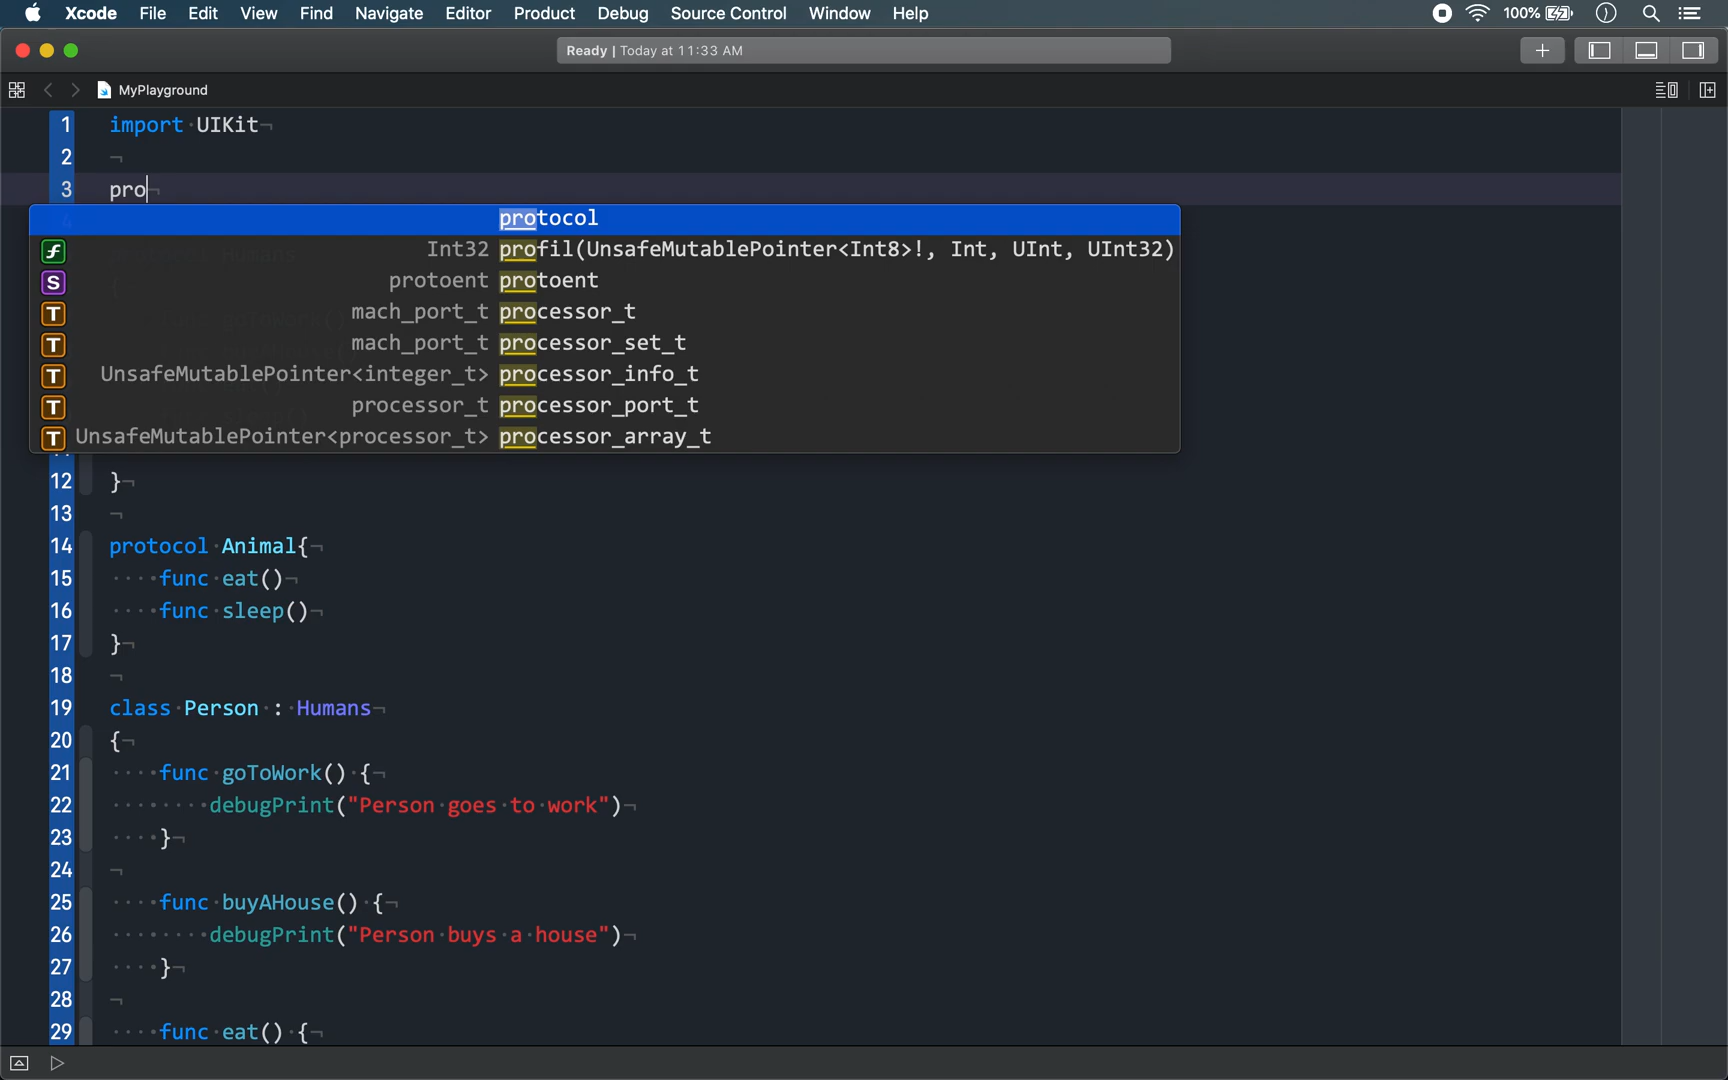 Xcode File Edit View Find Navigate Editor Product Debug Source Control Window Help 100%
Ready | Today at 11:33 AM
MyPlayground
1 import UIKit
2
3 pro
protocol
f Int32 profil(UnsafeMutablePointer<Int8>!, Int, UInt, UInt32)
S protoent protoent
T mach_port_t processor_t
T mach_port_t processor_set_t
T UnsafeMutablePointer<integer_t> processor_info_t
T processor_t processor_port_t
T UnsafeMutablePointer<processor_t> processor_array_t
12 }
13
14 protocol Animal{
15 func eat()
16 func sleep()
17 }
18
19 class Person : Humans
20 {
21 func goToWork() {
22 debugPrint("Person goes to work")
23 }
24
25 func buyAHouse() {
26 debugPrint("Person buys a house")
27 }
28
29 func eat() {